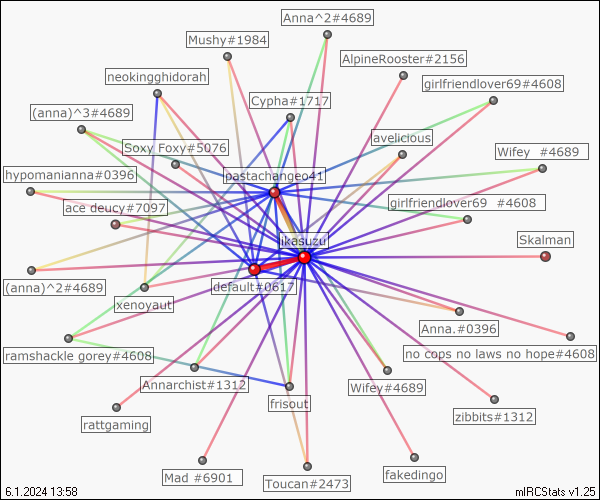 Anna^2#4689
Mushy#1984
AlpineRooster#2156
neokingghidorah
girlfriendlover69#4608
Cypha#1717
(anna)^3#4689
avelicious
Soxy Foxy#5076
Wifey  #4689
hypomanianna#0396
pastachangeo41
ace deucy#7097
girlfriendlover69  #4608
likasuzu
Skalman
(anna)^2#4689
default#0617
xenoyaut
Anna.#0396
ramshackle gorey#4608
no cops no laws no hope#4608
Annarchist#1312
Wifey#4689
frisout
zibbits#1312
rattgaming
Mad #6901
fakedingo
Toucan#2473
6.1.2024 13:58
mIRCStats v1.25